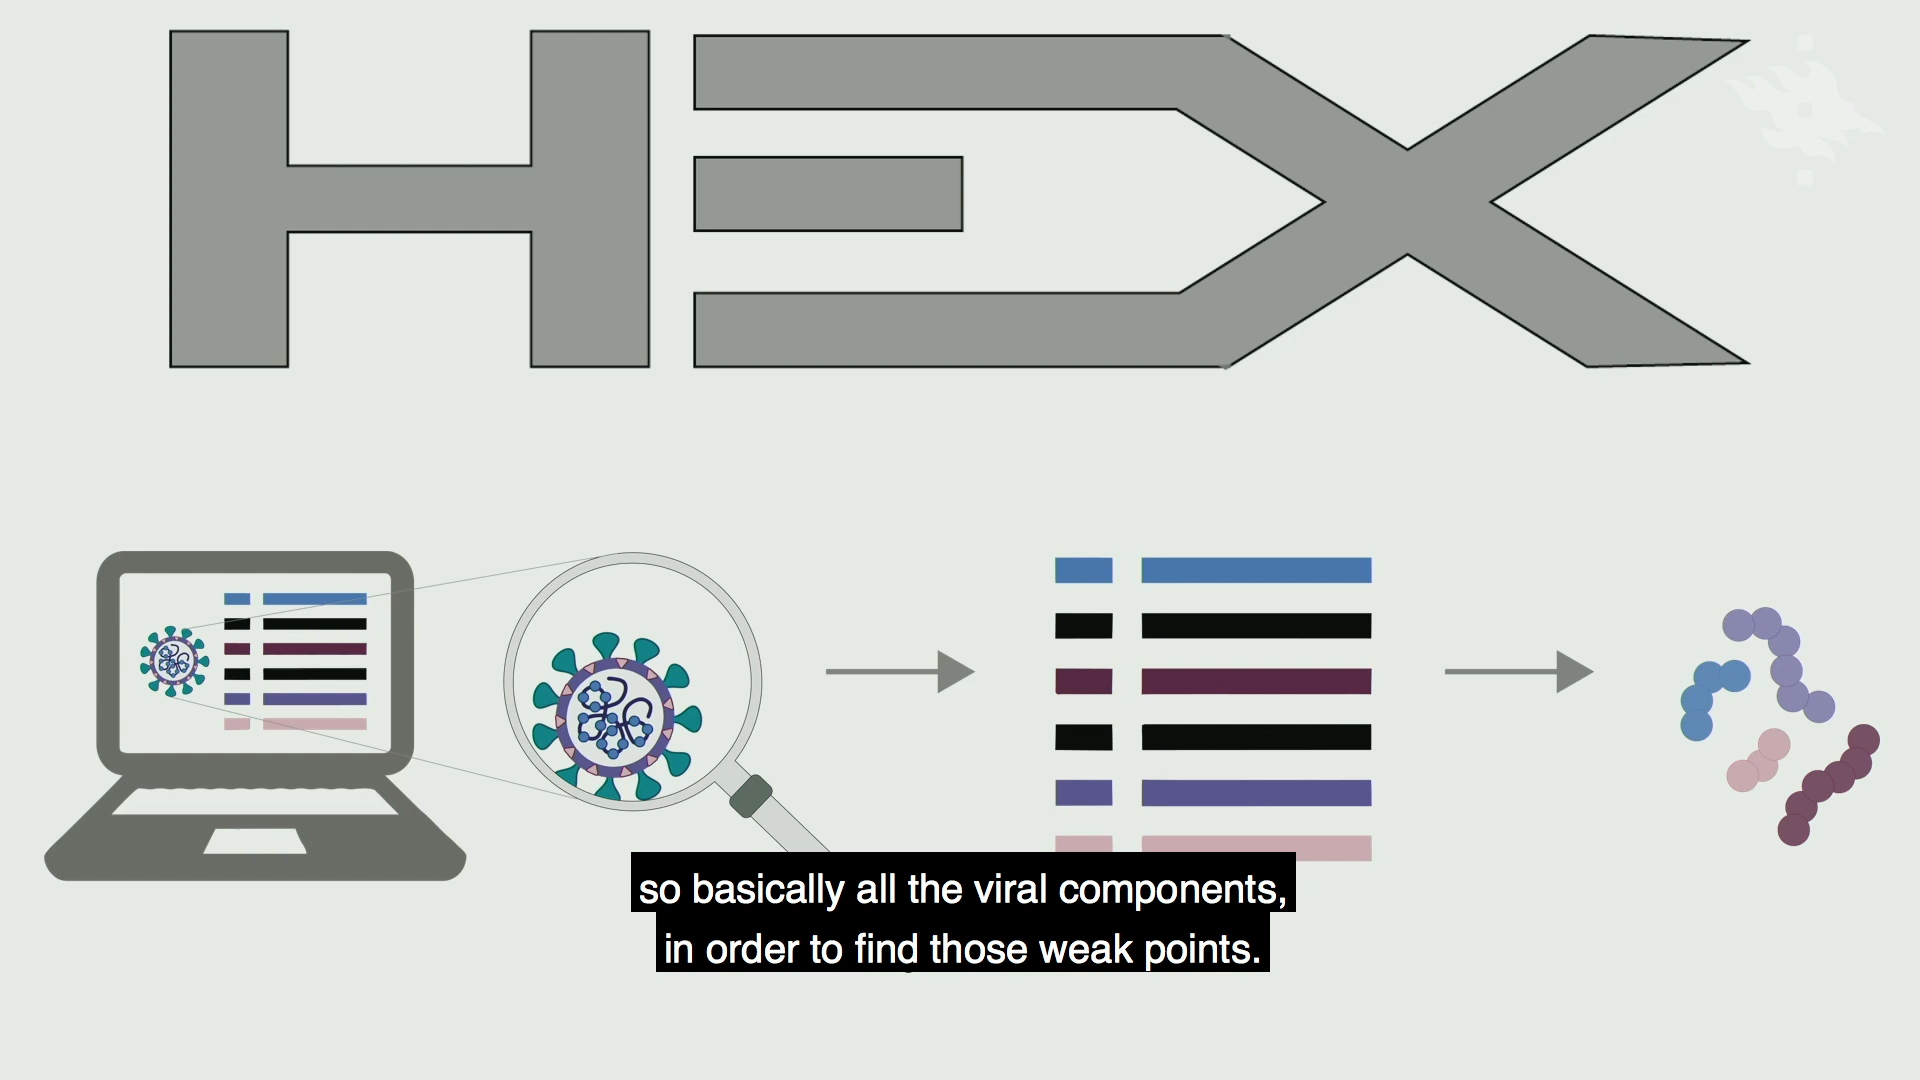 HEX
so basically all the viral components,
in order to find those weak points.